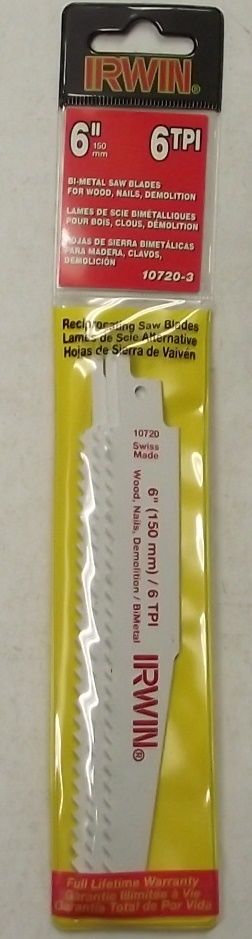 IRWIN®
6" 150 mm 6 TPI
BI-METAL SAW BLADES
FOR WOOD, NAILS, DEMOLITION
LAMES DE SCIE BIMÉTALLIQUES
POUR BOIS, CLOUS, DÉMOLITION
HOJAS DE SIERRA BIMETÁLICAS
PARA MADERA, CLAVOS,
DEMOLICIÓN
10720-3
Reciprocating Saw Blades
Lames de Scie Alternative
Hojas de Sierra de Vaivén
10720
Swiss
Made
6" (150 mm) / 6 TPI
Wood, Nails, Demolition / BiMetal
IRWIN®
Full Lifetime Warranty
Garantie Illimitée à Vie
Garantía Total de Por Vida